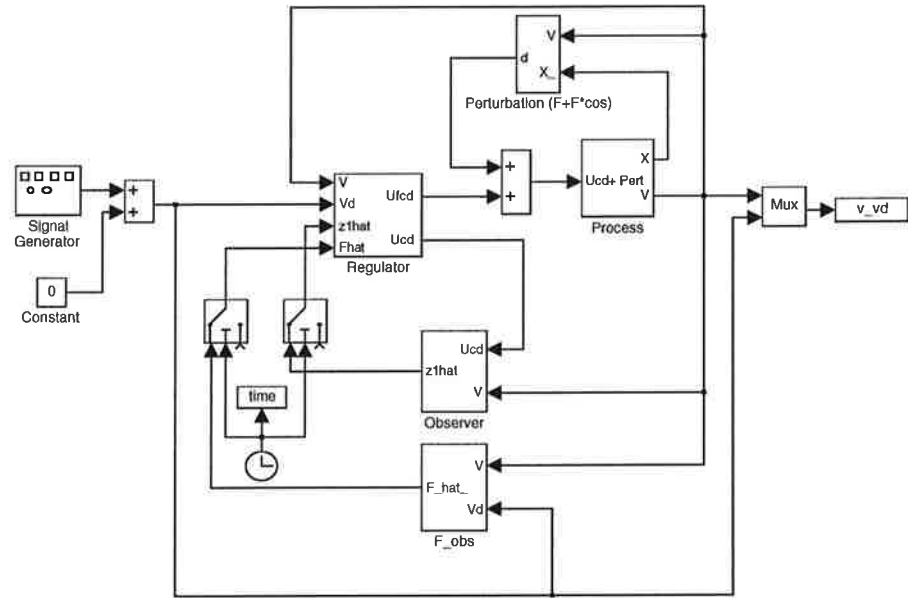 V
d
X_
Perturbation (F+F*cos)
+
+
X
Ucd+ Pert
V
Process
Signal
Generator
+
+
0
Constant
V
Vd
z1hat
Fhat
Ufcd
Ucd
Regulator
Mux
v_vd
time
Ucd
z1hat
V
Observer
V
F_hat_
Vd
F_obs